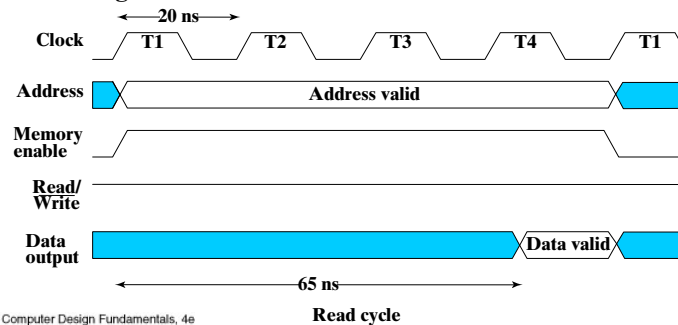 20 ns
Clock T1 T2 T3 T4 T1
Address Address valid
Memory
enable
Read/
Write
Data
output Data valid
65 ns
Read cycle
Computer Design Fundamentals, 4e